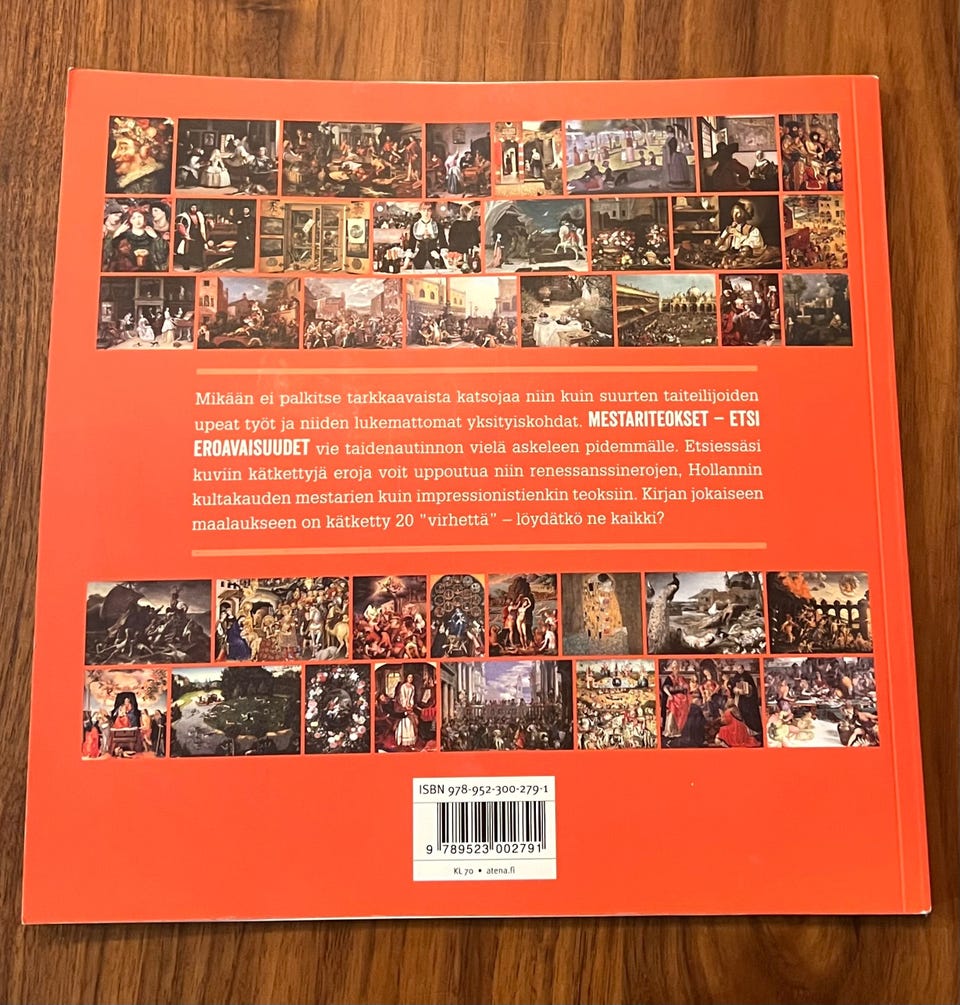 Mikään ei palkitse tarkkaavaista katsojaa niin kuin suurten taiteilijoiden
upeat työt ja niiden lukemattomat yksityiskohdat. MESTARITEOKSET – ETSI
EROAVAISUUDET vie taidenautinnon vielä askeleen pidemmälle. Etsiessäsi
kuviin kätkettyjä eroja voit uppoutua niin renessanssinerojen, Hollannin
kultakauden mestarien kuin impressionistienkin teoksiin. Kirjan jokaiseen
maalaukseen on kätketty 20 "virhettä" – löydätkö ne kaikki?
ISBN 978-952-300-279-1
9 789523 002791
KL 70 • atena.fi